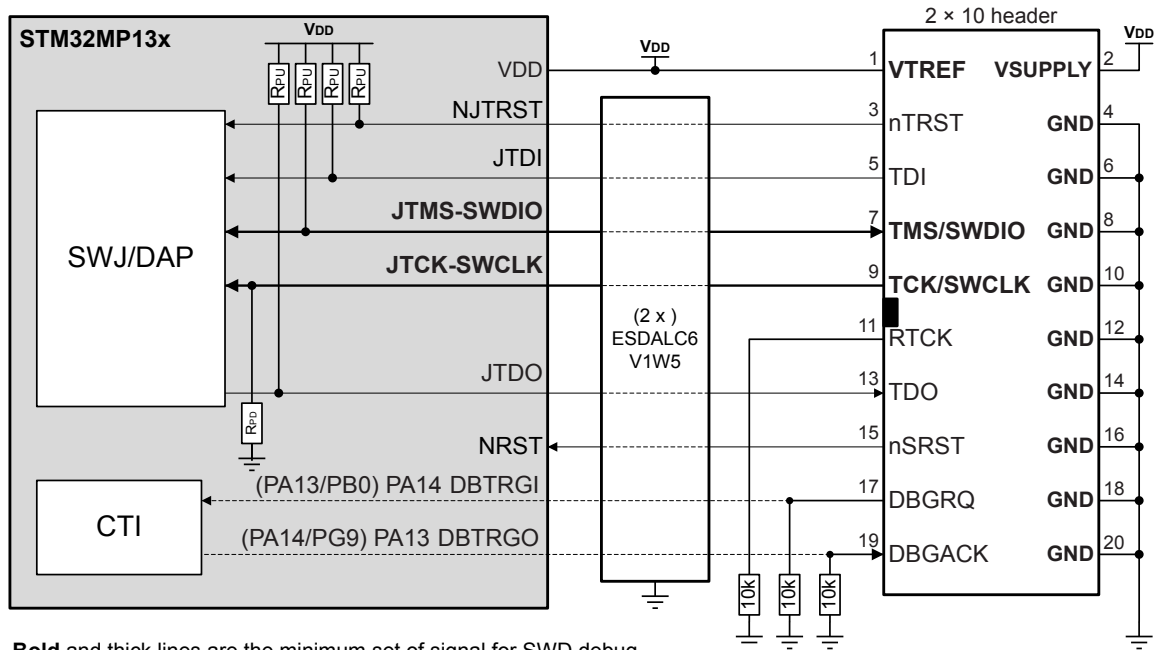 2 × 10 header
STM32MP13x
VDD
VDD
VDD
RPU
RPU
RPU
RPU
VDD
1
VTREF
VSUPPLY
2
NJTRST
3
nTRST
GND
4
JTDI
5
TDI
GND
6
JTMS-SWDIO
7
TMS/SWDIO
GND
8
SWJ/DAP
JTCK-SWCLK
9
TCK/SWCLK
GND
10
(2 x )
ESDALC6
V1W5
11
RTCK
GND
12
JTDO
13
TDO
GND
14
RPD
NRST
15
nSRST
GND
16
(PA13/PB0) PA14 DBTRGI
17
DBGRQ
GND
18
CTI
(PA14/PG9) PA13 DBTRGO
19
DBGACK
GND
20
10k
10k
10k
Bold and thick lines are the minimum set of signal for SWD debug